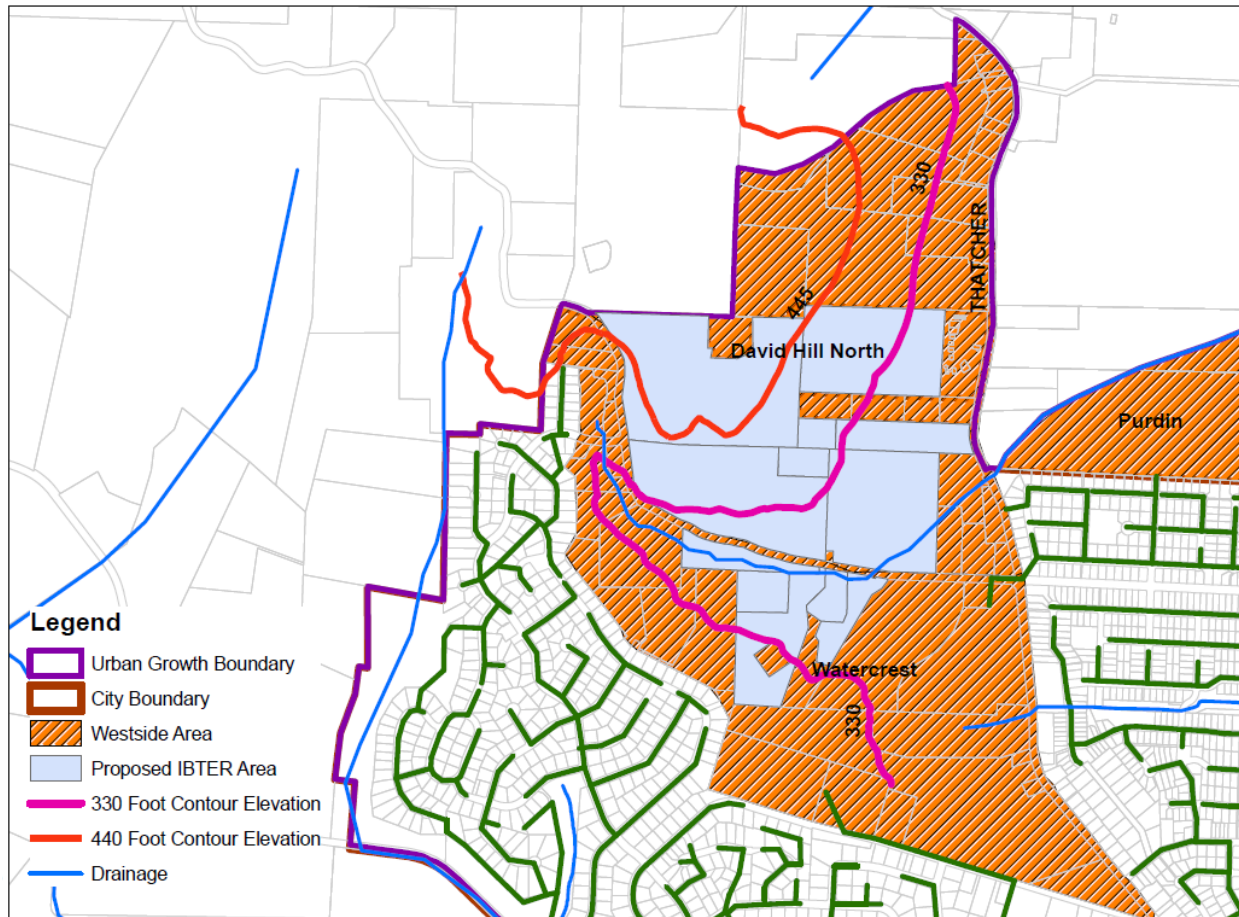 330
THATCHER
445
David Hill North
Purdin
Watercrest
330
Legend
Urban Growth Boundary
City Boundary
Westside Area
Proposed IBTER Area
330 Foot Contour Elevation
440 Foot Contour Elevation
Drainage